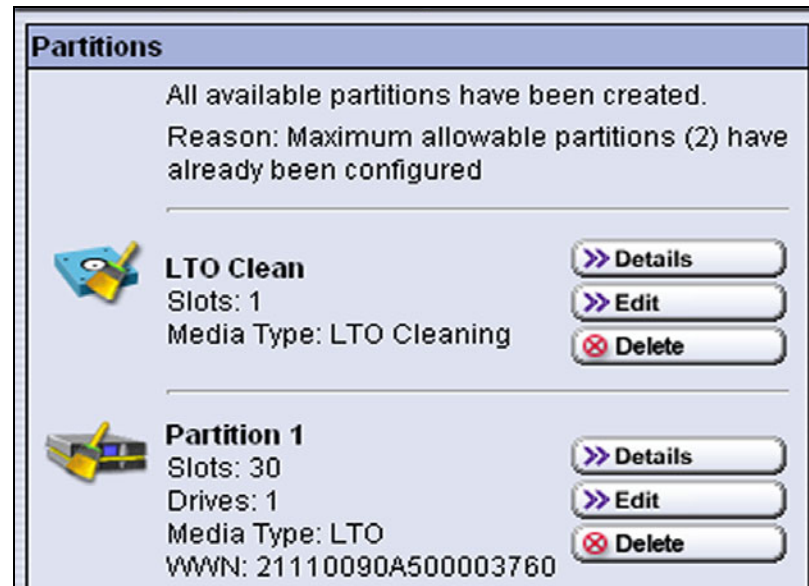 Partitions
All available partitions have been created.
Reason: Maximum allowable partitions (2) have
already been configured
LTO Clean
Slots: 1
Media Type: LTO Cleaning
Details
Edit
Delete
Partition 1
Slots: 30
Drives: 1
Media Type: LTO
WWN: 21110090A500003760
Details
Edit
Delete